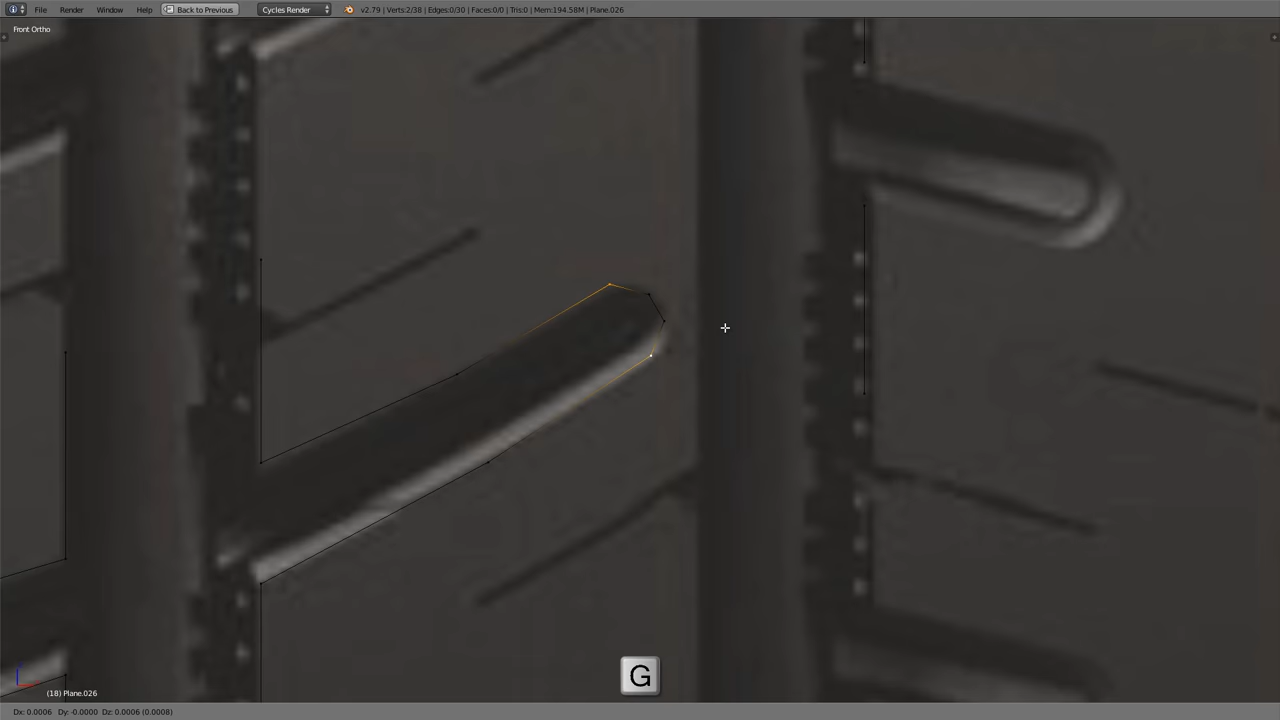 File Render Window Help Back to Previous Cycles Render v2.79 | Verts:2/38 | Edges:0/30 | Faces:0/0 | Tris:0 | Mem:194.58M | Plane.026
Front Ortho
G
(18) Plane.026
Dx: 0.0006 Dy: -0.0000 Dz: 0.0006 (0.0008)